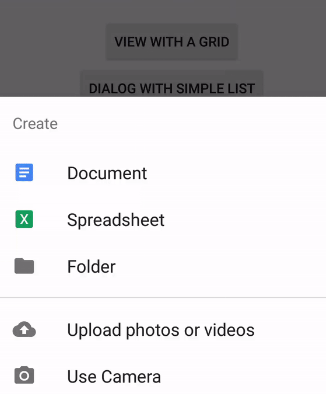 VIEW WITH A GRID
DIALOG WITH SIMPLE LIST
Create
Document
X
Spreadsheet
Folder
Upload photos or videos
Use Camera